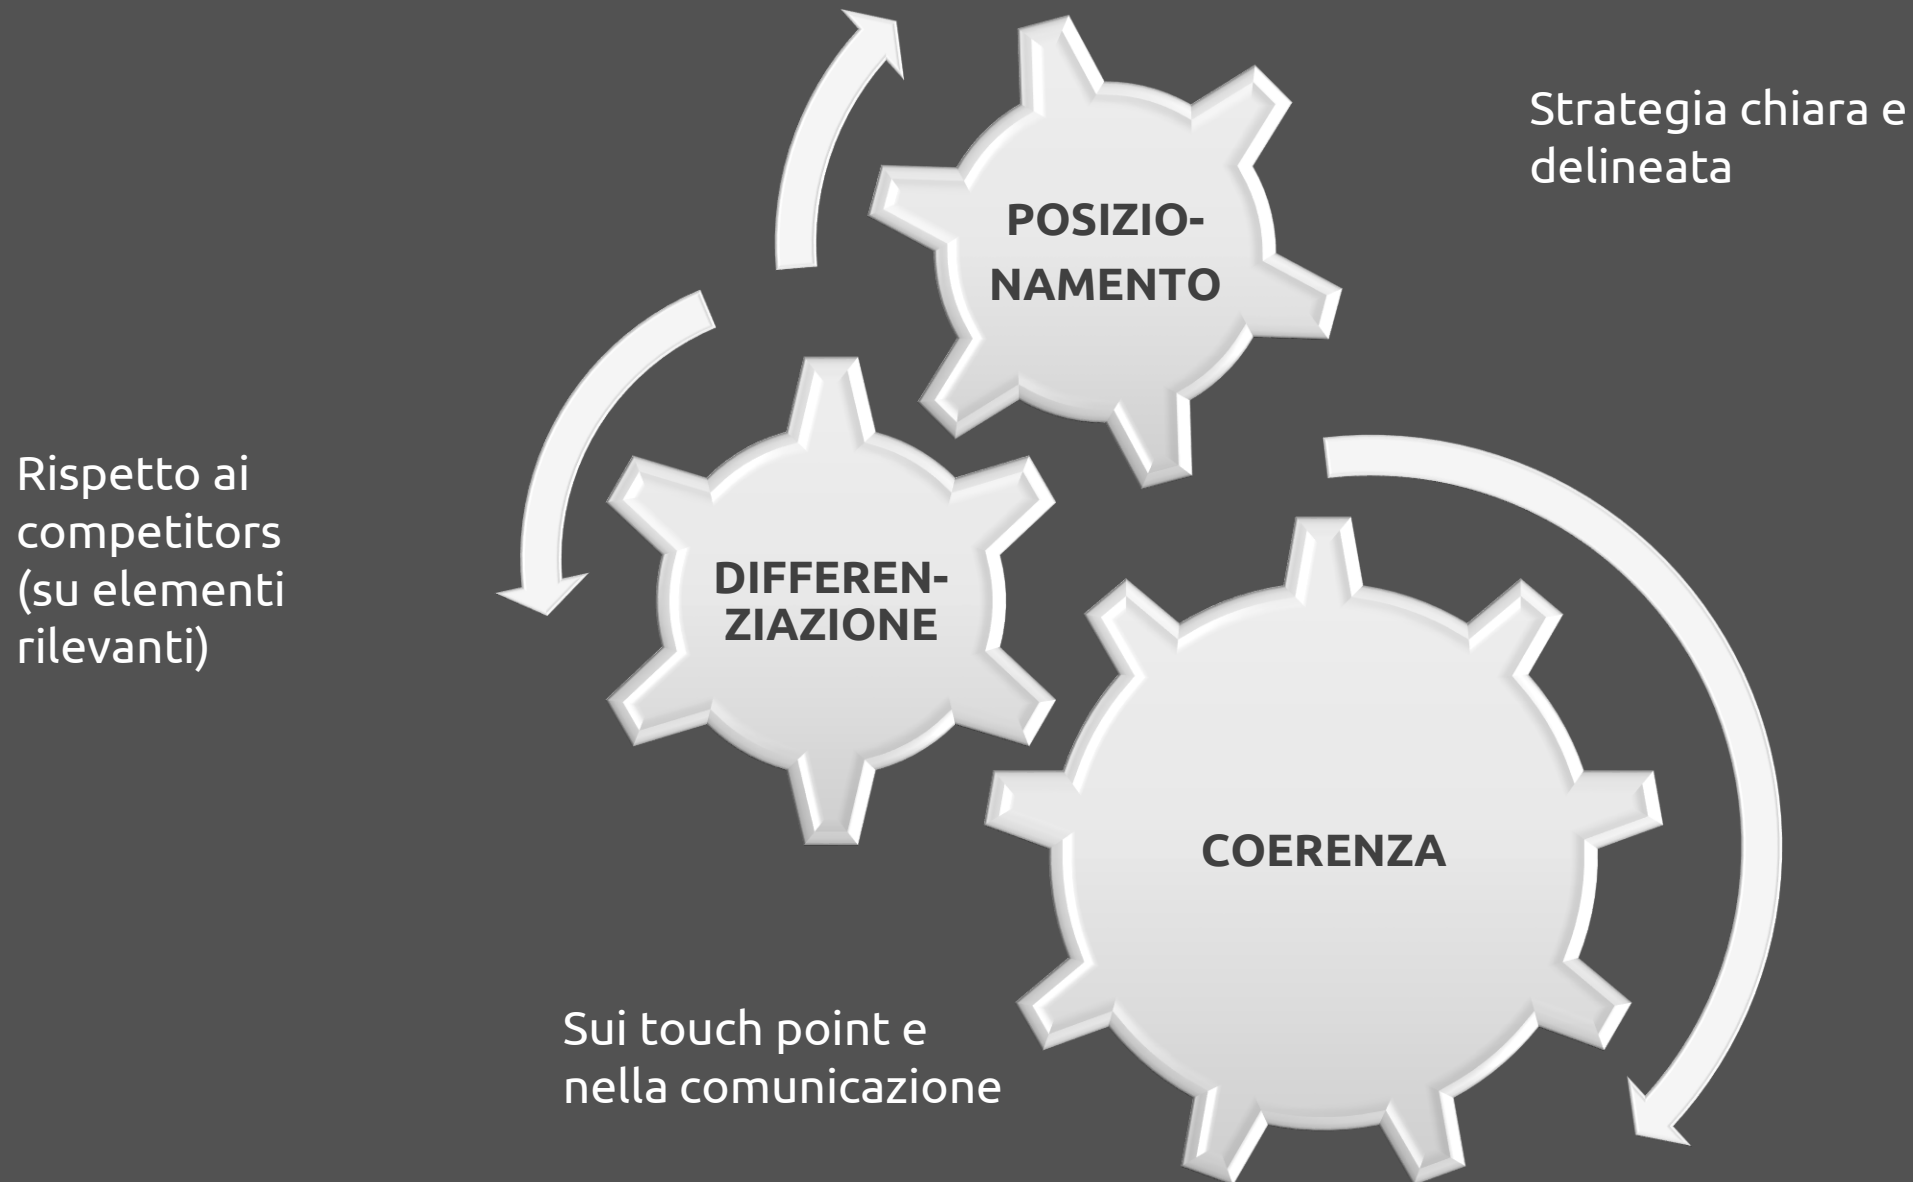 Strategia chiara e
delineata
POSIZIO-
NAMENTO
Rispetto ai
competitors
(su elementi
rilevanti)
DIFFEREN-
ZIAZIONE
COERENZA
Sui touch point e
nella comunicazione